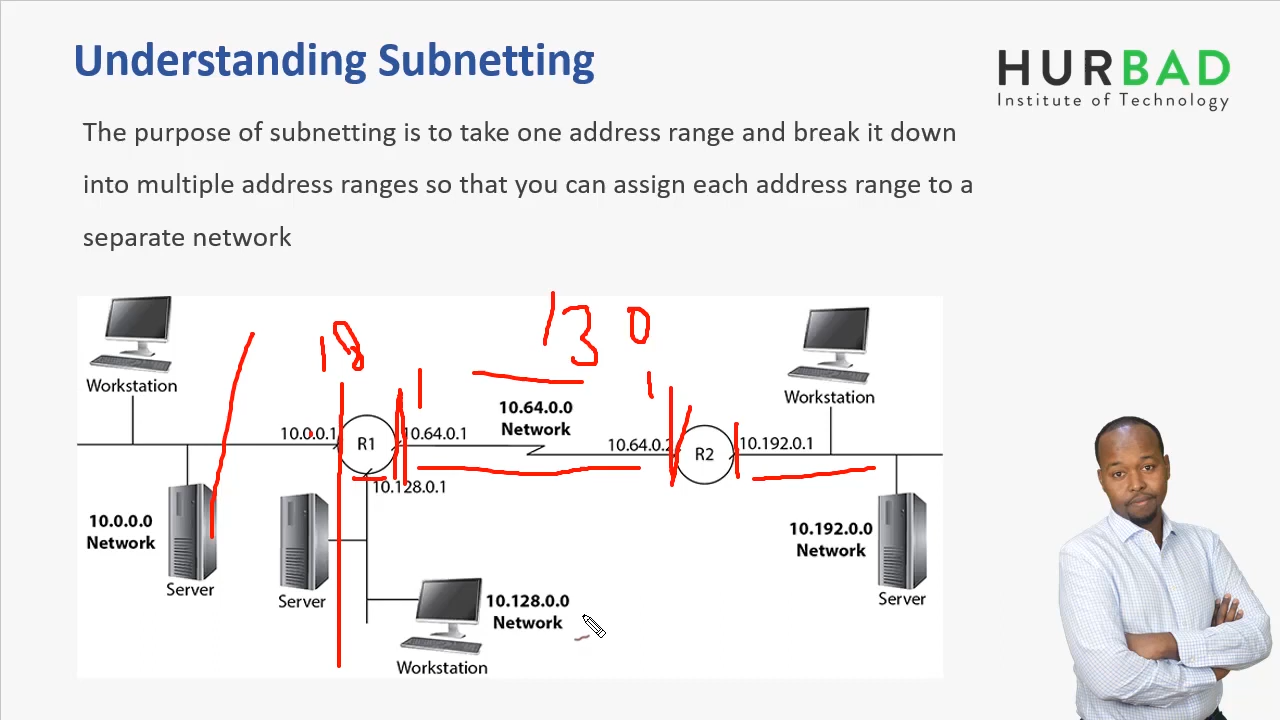 Understanding Subnetting
HURBAD
Institute of Technology
The purpose of subnetting is to take one address range and break it down
into multiple address ranges so that you can assign each address range to a
separate network
/30
18
1
1
Workstation
Workstation
10.64.0.0
Network
10.0.0.1
R1
10.64.0.1
10.64.0.2
R2
10.192.0.1
10.128.0.1
10.0.0.0
Network
Server
Server
10.192.0.0
Network
Server
10.128.0.0
Network
Workstation